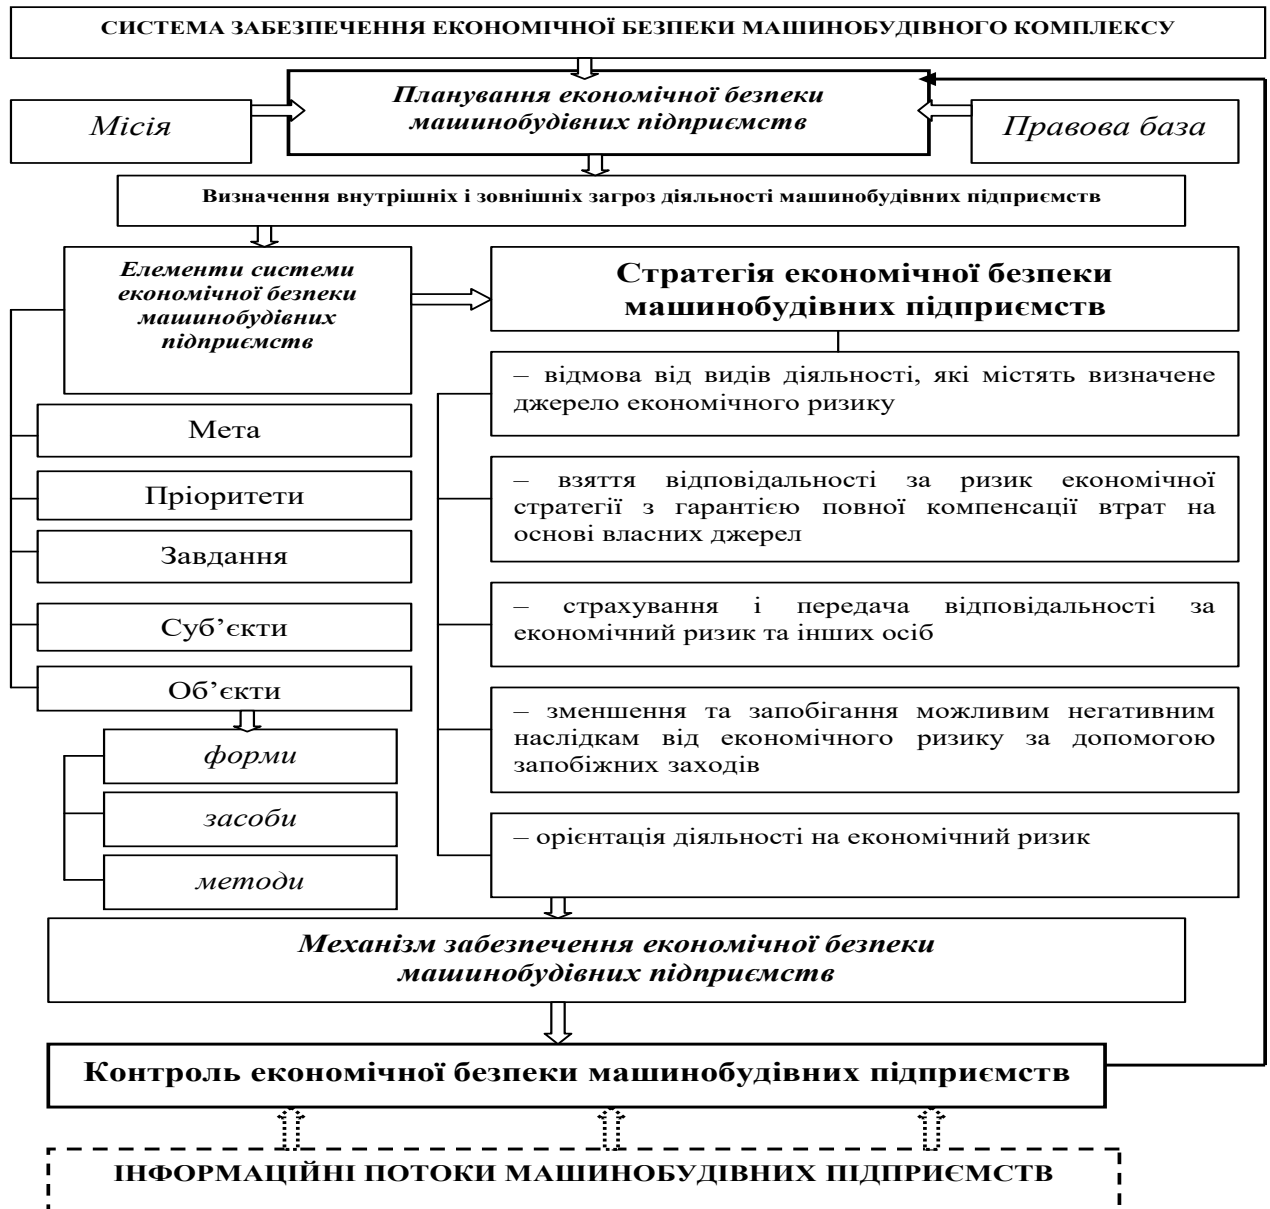 СИСТЕМА ЗАБЕЗПЕЧЕННЯ ЕКОНОМІЧНОЇ БЕЗПЕКИ МАШИНОБУДІВНОГО КОМПЛЕКСУ
Планування економічної безпеки
машинобудівних підприємств
Місія
Правова база
Визначення внутрішніх і зовнішніх загроз діяльності машинобудівних підприємств
Елементи системи
економічної безпеки
машинобудівних
підприємств
Стратегія економічної безпеки
машинобудівних підприємств
– відмова від видів діяльності, які містять визначене
джерело економічного ризику
Мета
Пріоритети
Завдання
Суб’єкти
Об’єкти
– взяття відповідальності за ризик економічної
стратегії з гарантією повної компенсації втрат на
основі власних джерел
– страхування і передача відповідальності за
економічний ризик та інших осіб
– зменшення та запобігання можливим негативним
наслідкам від економічного ризику за допомогою
запобіжних заходів
– орієнтація діяльності на економічний ризик
форми
засоби
методи
Механізм забезпечення економічної безпеки
машинобудівних підприємств
Контроль економічної безпеки машинобудівних підприємств
ІНФОРМАЦІЙНІ ПОТОКИ МАШИНОБУДІВНИХ ПІДПРИЄМСТВ